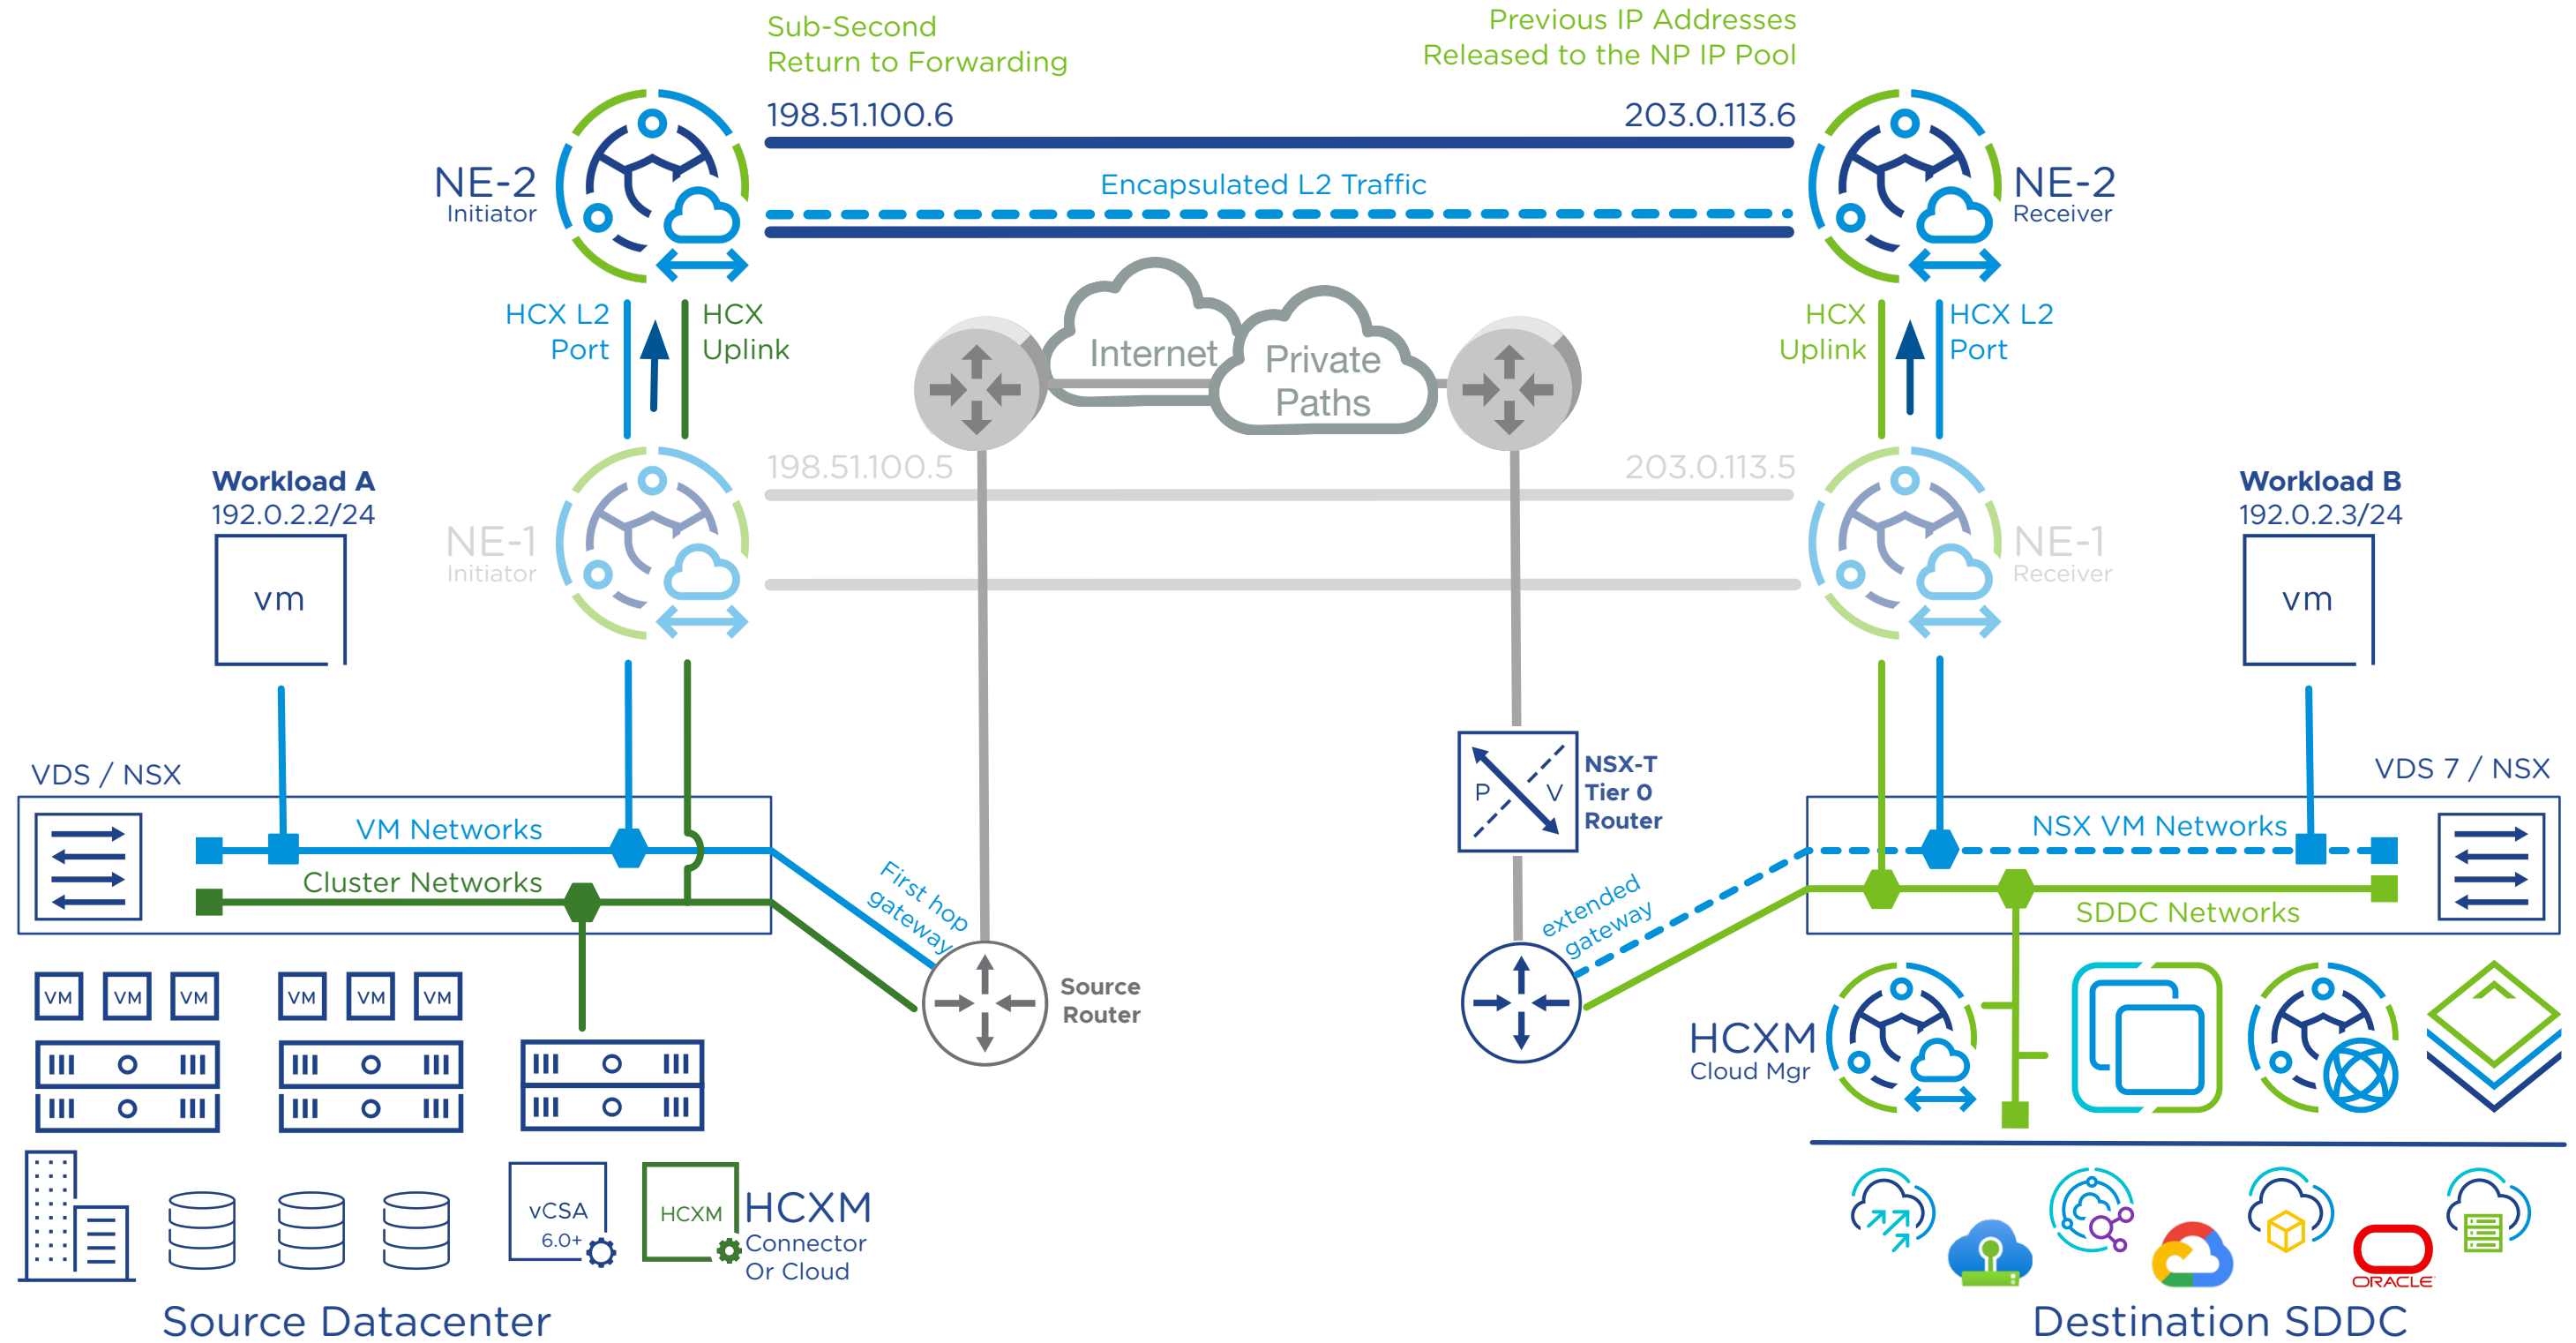 Sub-Second
Return to Forwarding
Previous IP Addresses
Released to the NP IP Pool
198.51.100.6
203.0.113.6
NE-2
Initiator
Encapsulated L2 Traffic
NE-2
Receiver
HCX L2
Port
HCX
Uplink
Internet
Private
Paths
HCX
Uplink
HCX L2
Port
198.51.100.5
203.0.113.5
Workload A
192.0.2.2/24
vm
NE-1
Initiator
NE-1
Receiver
Workload B
192.0.2.3/24
vm
VDS / NSX
VM Networks
Cluster Networks
First hop
gateway
P
V
NSX-T
Tier 0
Router
VDS 7 / NSX
NSX VM Networks
SDDC Networks
extended
gateway
VM
VM
VM
VM
VM
VM
Source
Router
HCXM
Cloud Mgr
vCSA
6.0+
HCXM
HCXM
Connector
Or Cloud
ORACLE
Source Datacenter
Destination SDDC